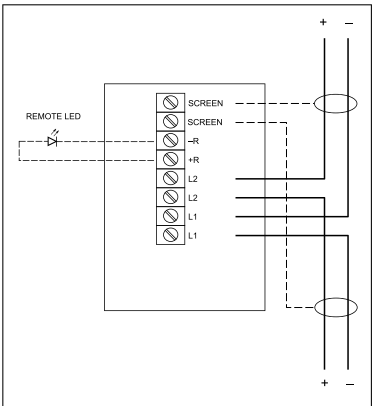 + –
SCREEN
REMOTE LED
SCREEN
–R
+R
L2
L2
L1
L1
+ –